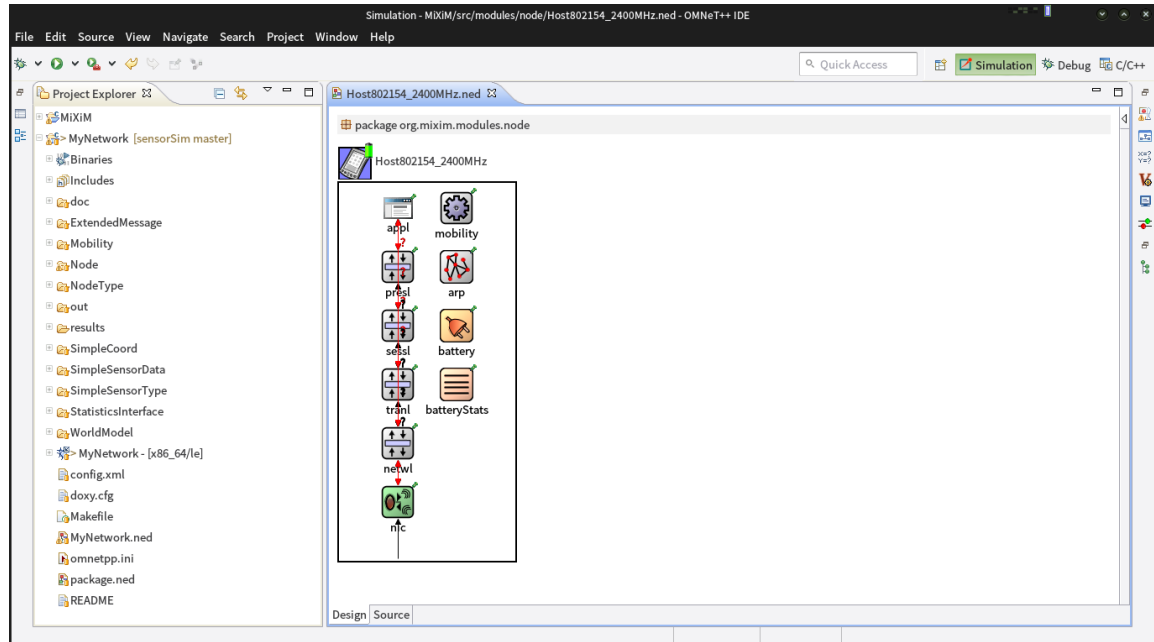 Simulation - MiXiM/src/modules/node/Host802154_2400MHz.ned - OMNeT++ IDE
File Edit Source View Navigate Search Project Window Help
Quick Access
Simulation
Debug
C/C++
Project Explorer
Host802154_2400MHz.ned
MiXiM
> MyNetwork [sensorSim master]
Binaries
Includes
doc
ExtendedMessage
Mobility
Node
NodeType
out
results
SimpleCoord
SimpleSensorData
SimpleSensorType
StatisticsInterface
WorldModel
> MyNetwork - [x86_64/le]
config.xml
doxy.cfg
Makefile
MyNetwork.ned
omnetpp.ini
package.ned
README
package org.mixim.modules.node
Host802154_2400MHz
appl
mobility
presl
arp
sessl
battery
tranl
batteryStats
netwl
nic
Design Source